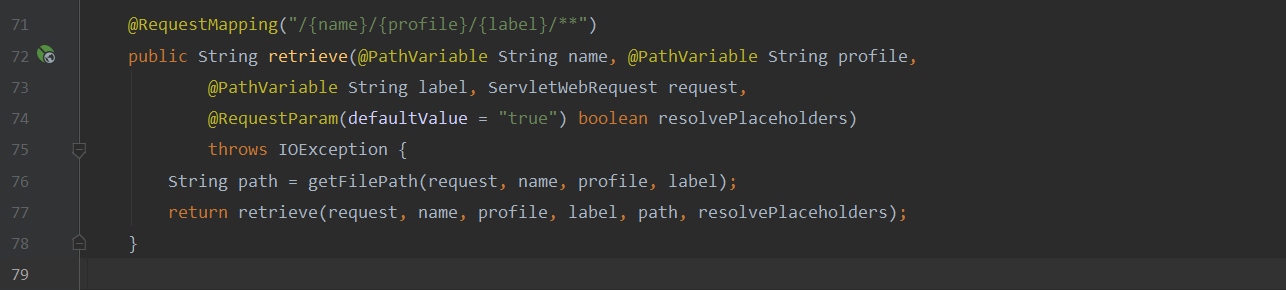 71 @RequestMapping("/{name}/{profile}/{label}/**")
72 public String retrieve(@PathVariable String name, @PathVariable String profile,
73 @PathVariable String label, ServletWebRequest request,
74 @RequestParam(defaultValue = "true") boolean resolvePlaceholders)
75 throws IOException {
76 String path = getFilePath(request, name, profile, label);
77 return retrieve(request, name, profile, label, path, resolvePlaceholders);
78 }
79